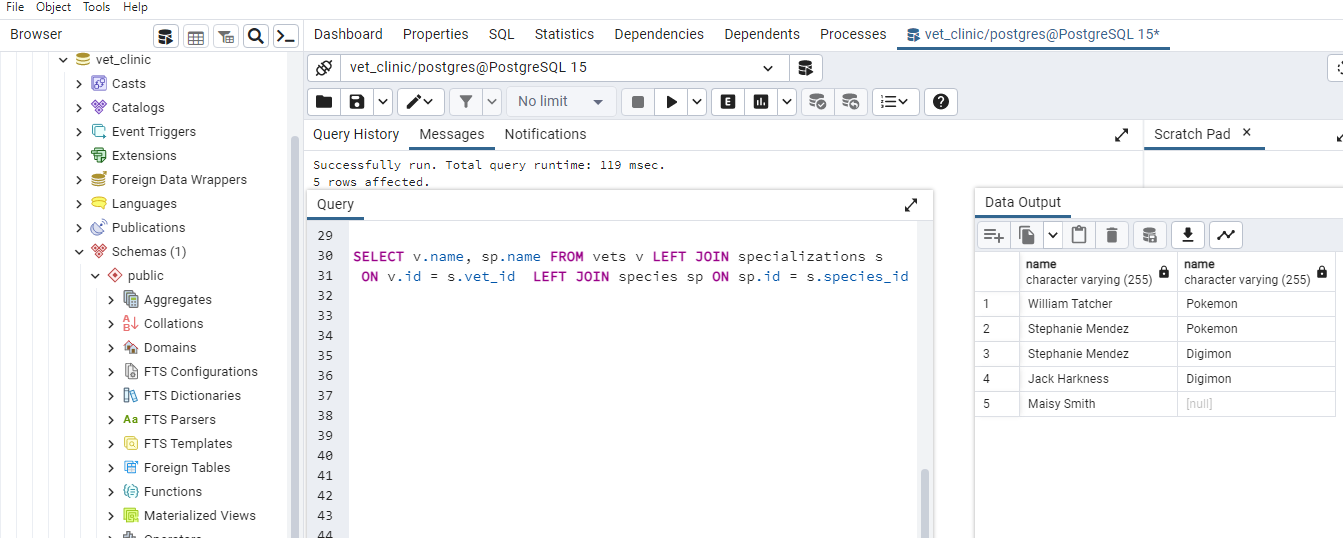 File Object Tools Help
Browser
Dashboard Properties SQL Statistics Dependencies Dependents Processes vet_clinic/postgres@PostgreSQL 15*
vet_clinic
Casts
Catalogs
Event Triggers
Extensions
Foreign Data Wrappers
Languages
Publications
Schemas (1)
public
Aggregates
Collations
Domains
FTS Configurations
FTS Dictionaries
Aa FTS Parsers
FTS Templates
Foreign Tables
Functions
Materialized Views
vet_clinic/postgres@PostgreSQL 15
No limit
E
Query History Messages Notifications
Scratch Pad
Successfully run. Total query runtime: 119 msec.
5 rows affected.
Query
29
30 SELECT v.name, sp.name FROM vets v LEFT JOIN specializations s
31 ON v.id = s.vet_id  LEFT JOIN species sp ON sp.id = s.species_id
32
33
34
35
36
37
38
39
40
41
42
43
44
Data Output
name name
character varying (255) character varying (255)
1 William Tatcher Pokemon
2 Stephanie Mendez Pokemon
3 Stephanie Mendez Digimon
4 Jack Harkness Digimon
5 Maisy Smith [null]